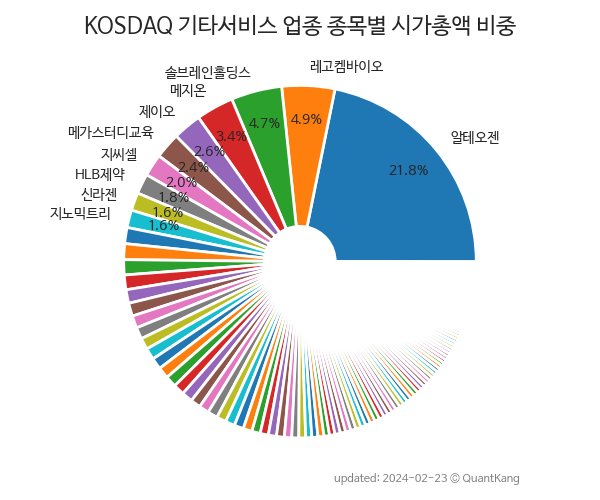 KOSDAQ 기타서비스 업종 종목별 시가총액 비중
레고켐바이오
솔브레인홀딩스
메지온
제이오
메가스터디교육
지씨셀
HLB제약
신라젠
지노믹트리
알테오젠
4.9%
4.7%
3.4%
2.6%
2.4%
2.0%
1.8%
1.6%
1.6%
21.8%
updated: 2024-02-23 © QuantKang